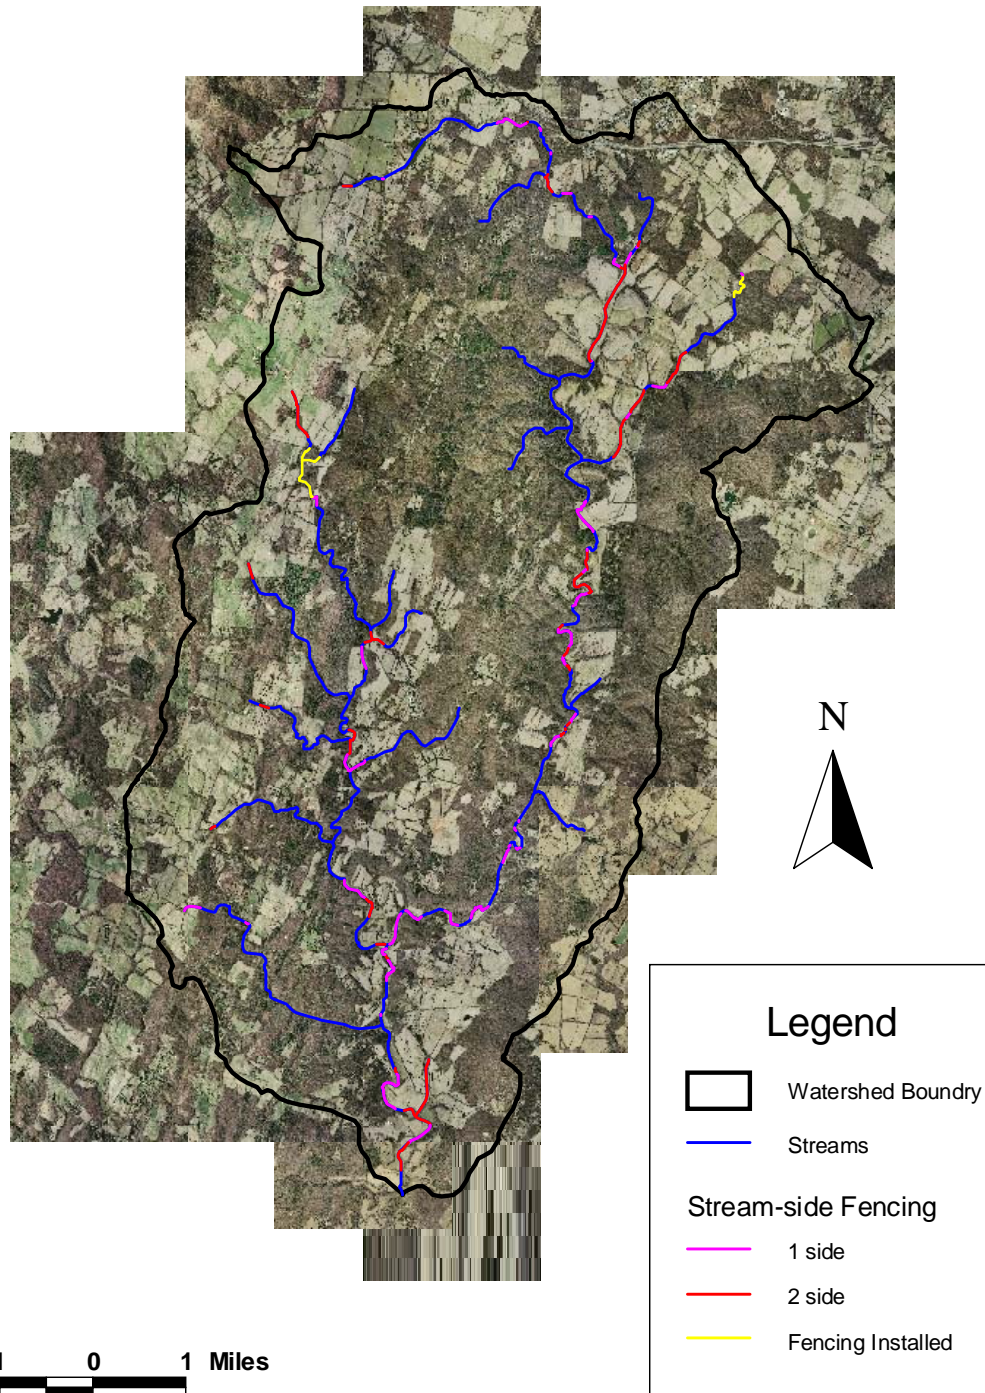 N
Legend
Watershed Boundry
Streams
Stream-side Fencing
1 side
2 side
Fencing Installed
1 0 1 Miles